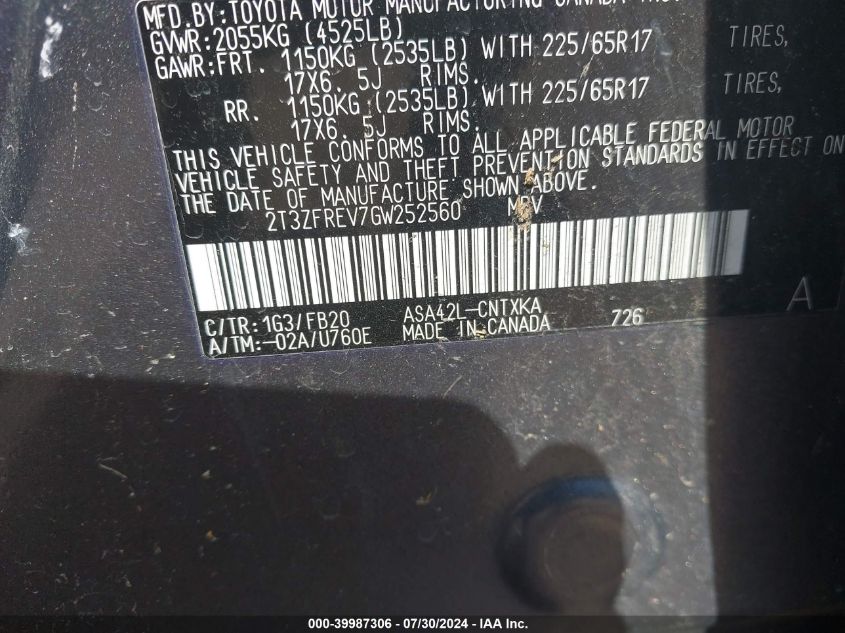 MFD.BY:TOYOTA MOTOR MANUFACTURING CANADA INC.
GVWR:2055KG (4525LB)
GAWR:FRT. 1150KG (2535LB) WITH 225/65R17 TIRES,
17X6.5J RIMS.
RR. 1150KG (2535LB) WITH 225/65R17 TIRES,
17X6.5J RIMS.
THIS VEHICLE CONFORMS TO ALL APPLICABLE FEDERAL MOTOR
VEHICLE SAFETY AND THEFT PREVENTION STANDARDS IN EFFECT ON
THE DATE OF MANUFACTURE SHOWN ABOVE.
2T3ZFREV7GW252560 MPV
C/TR: 1G3/FB20 ASA42L-CNTXKA A
A/TM:-02A/U760E MADE IN CANADA 726
000-39987306 / 07/30/2024 - IAA Inc.